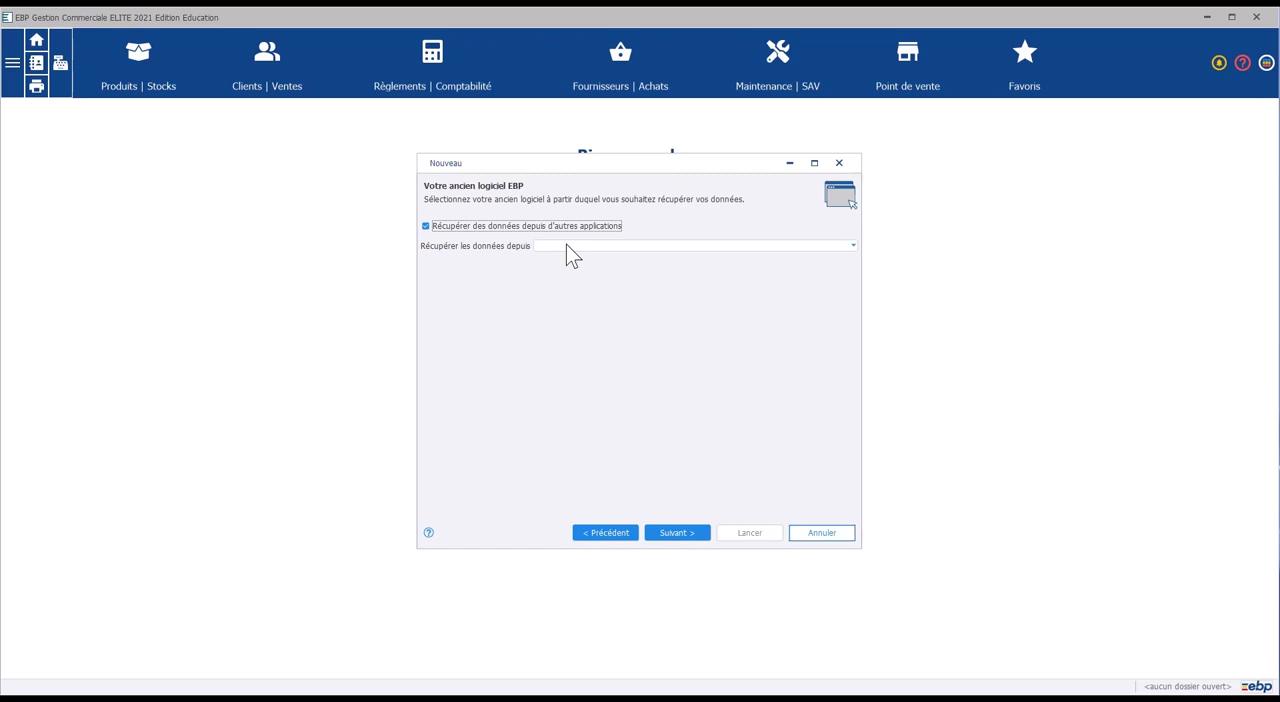 EBP Gestion Commerciale ELITE 2021 Edition Education
Produits | Stocks
Clients | Ventes
Règlements | Comptabilité
Fournisseurs | Achats
Maintenance | SAV
Point de vente
Favoris
Nouveau
Votre ancien logiciel EBP
Sélectionnez votre ancien logiciel à partir duquel vous souhaitez récupérer vos données.
Récupérer des données depuis d'autres applications
Récupérer les données depuis
< Précédent
Suivant >
Lancer
Annuler
<aucun dossier ouvert>
ebp